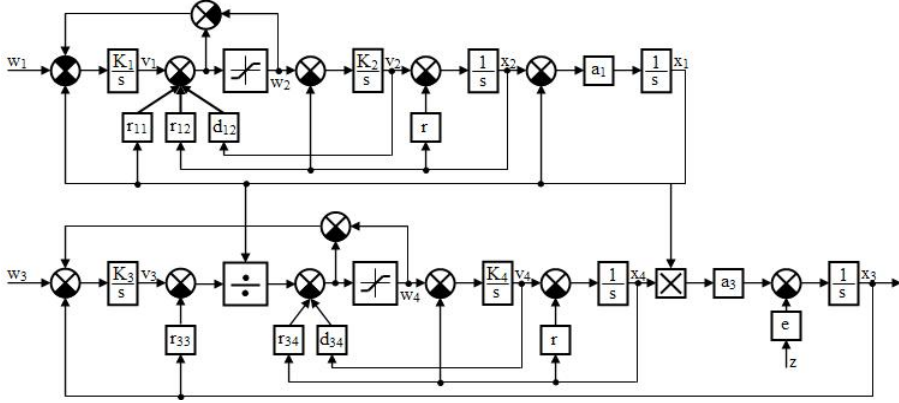 w₁ K₁/s v₁ w₂ K₂/s v₂ 1/s x₂ a₁ 1/s x₁
r₁₁ r₁₂ d₁₂ r
w₃ K₃/s v₃ ÷ w₄ K₄/s v₄ 1/s x₄ × a₃ 1/s x₃
r₃₃ r₃₄ d₃₄ r e
z